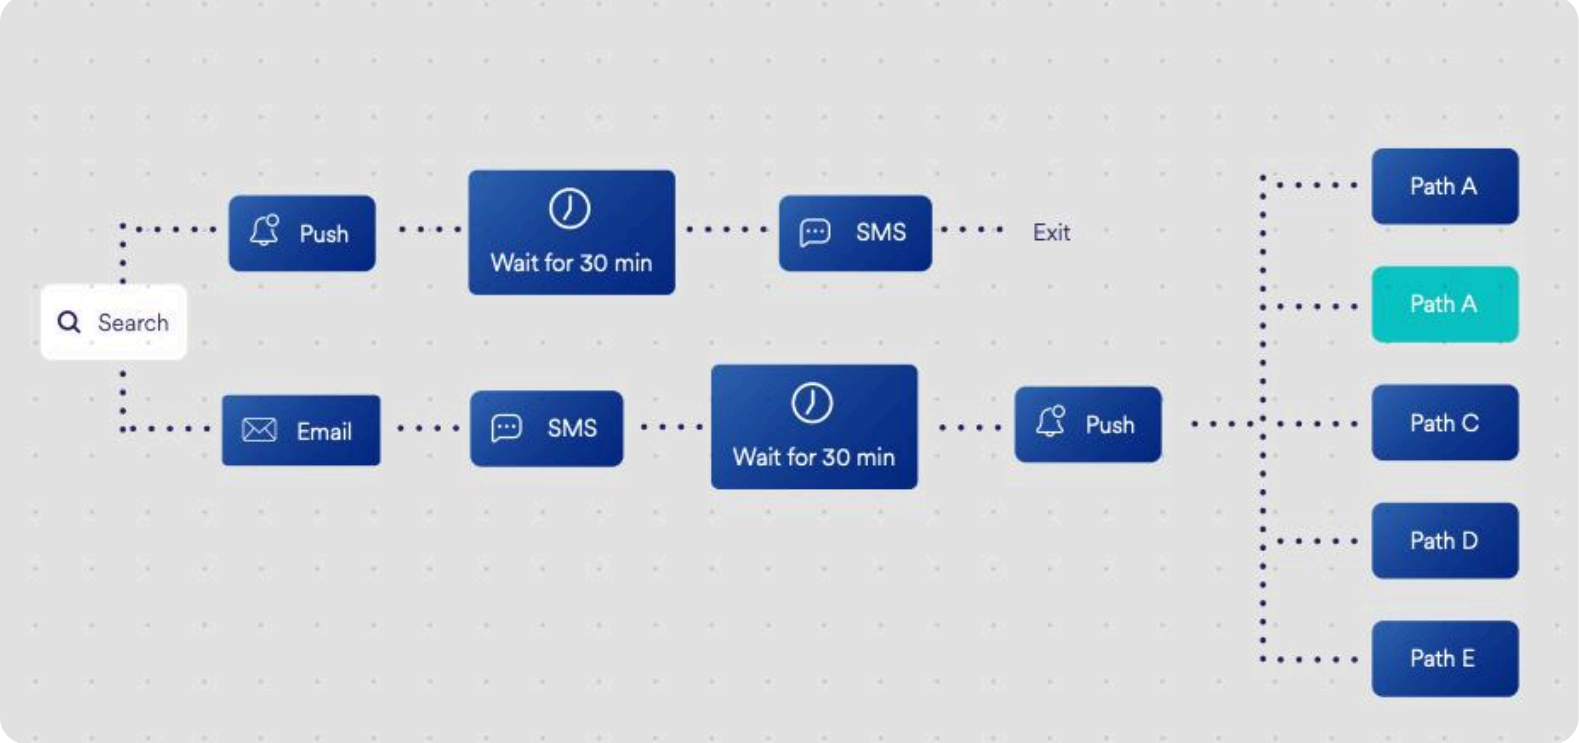 Search
Push
Wait for 30 min
SMS
Exit
Email
SMS
Wait for 30 min
Push
Path A
Path A
Path C
Path D
Path E